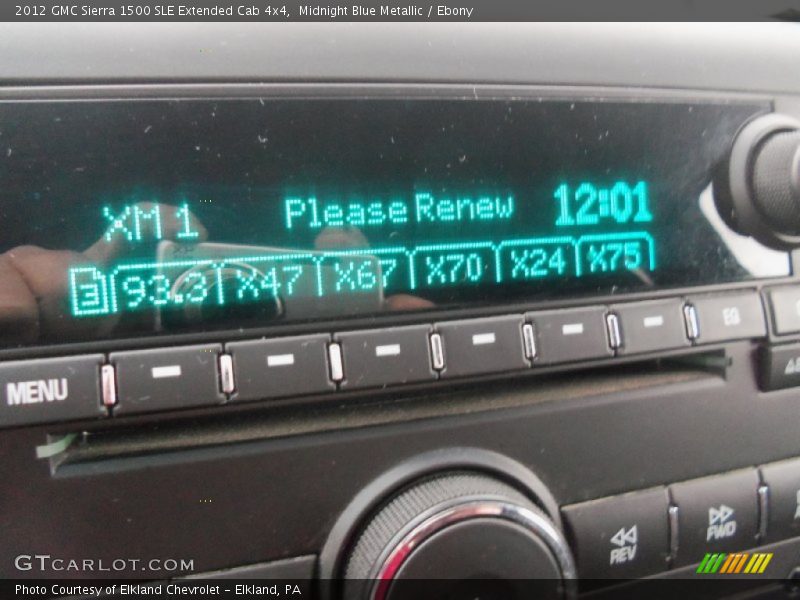 2012 GMC Sierra 1500 SLE Extended Cab 4x4,  Midnight Blue Metallic / Ebony
XM 1 Please Renew 12:01
a 93.3 X47 X67 X70 X24 X75
MENU EQ
REV FWD
GTCARLOT.COM
Photo Courtesy of Elkland Chevrolet - Elkland, PA